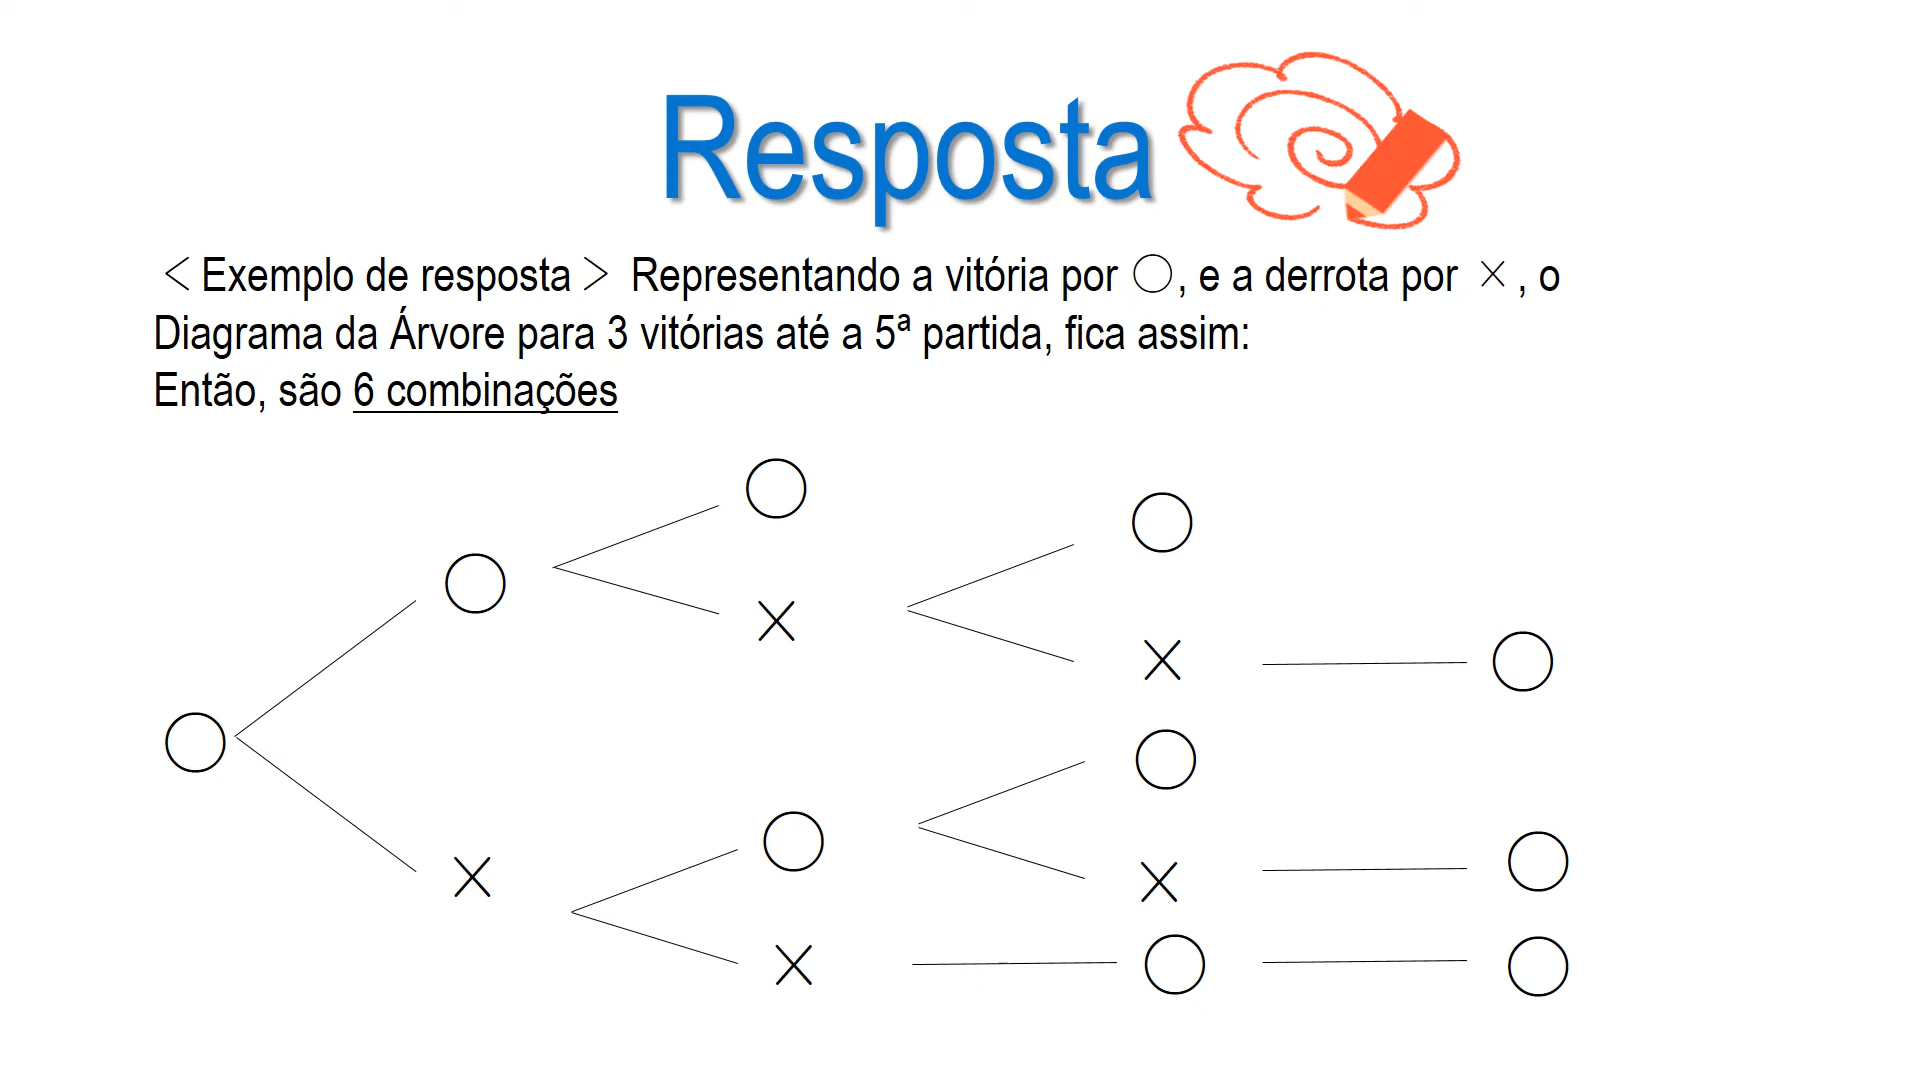 Resposta
＜Exemplo de resposta＞ Representando a vitória por ○, e a derrota por ×, o
Diagrama da Árvore para 3 vitórias até a 5ª partida, fica assim:
Então, são 6 combinações
○
○ ○
○
×
× ○
○
○
○
× ○
×
× ○ ○